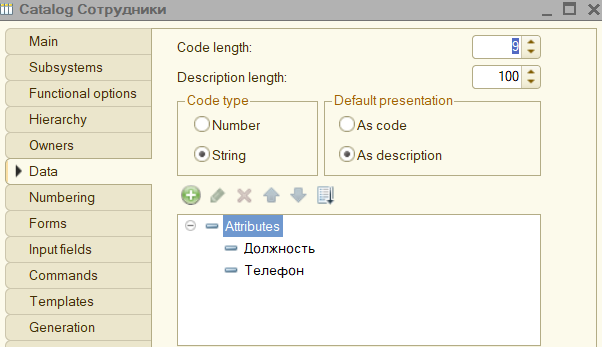 Catalog Сотрудники
Main
Subsystems
Functional options
Hierarchy
Owners
Data
Numbering
Forms
Input fields
Commands
Templates
Generation
Code length:
9
Description length:
100
Code type
Number
String
Default presentation
As code
As description
Attributes
Должность
Телефон